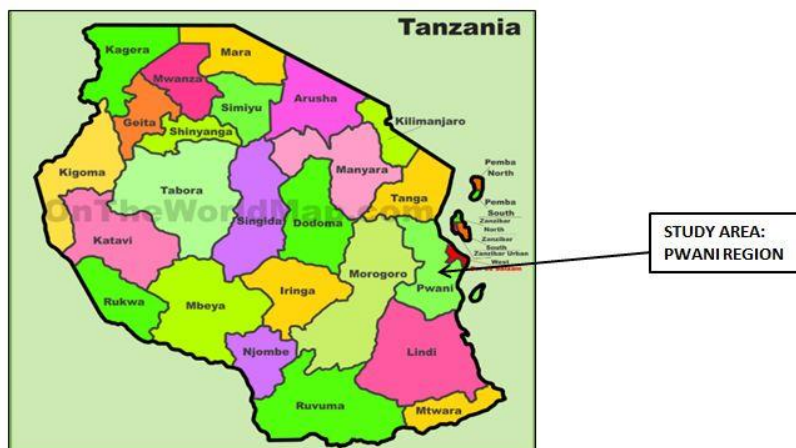 Tanzania
Kagera
Mara
Mwanza
Simiyu
Arusha
Geita
Shinyanga
Kilimanjaro
Kigoma
Manyara
Tabora
Tanga
Pemba
North
Pemba
South
OnTheWorldMap.com
Zanzibar
North
Zanzibar
South
Zanzibar Urban
West
Katavi
Singida
Dodoma
Morogoro
Pwani
STUDY AREA:
PWANI REGION
Rukwa
Mbeya
Iringa
Njombe
Lindi
Ruvuma
Mtwara